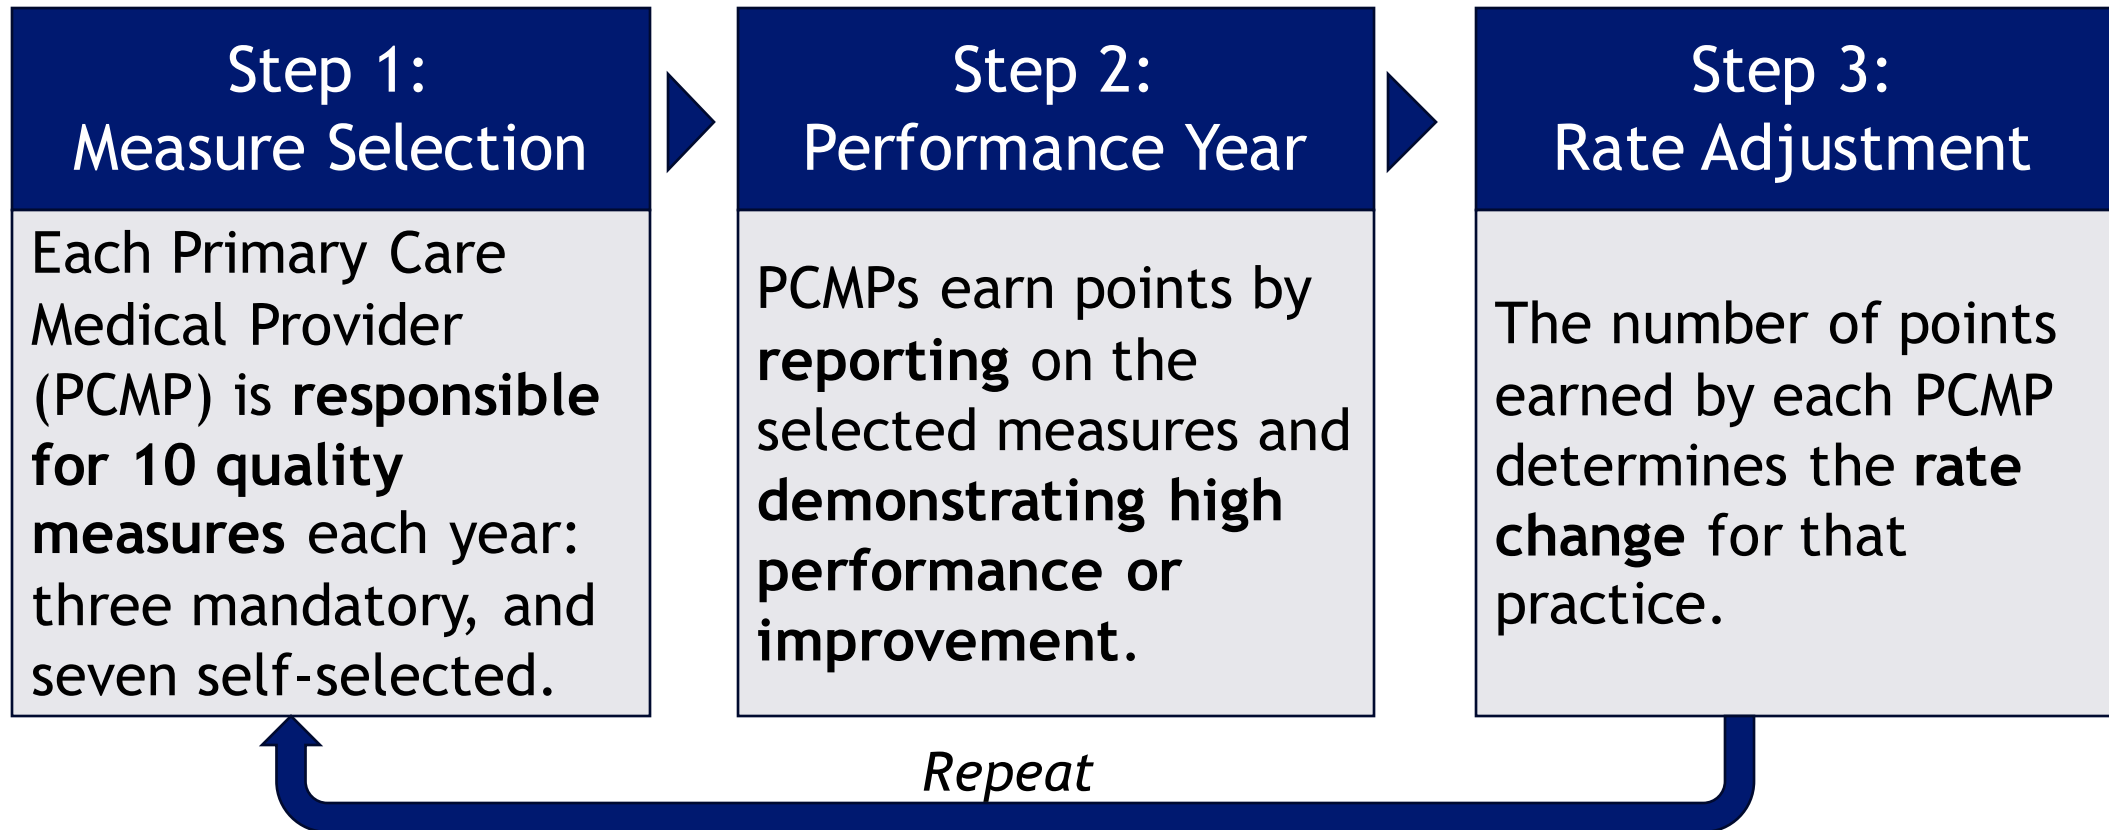 Step 1:
Measure Selection
Each Primary Care
Medical Provider
(PCMP) is responsible
for 10 quality
measures each year:
three mandatory, and
seven self-selected.
Step 2:
Performance Year
PCMPs earn points by
reporting on the
selected measures and
demonstrating high
performance or
improvement.
Step 3:
Rate Adjustment
The number of points
earned by each PCMP
determines the rate
change for that
practice.
Repeat